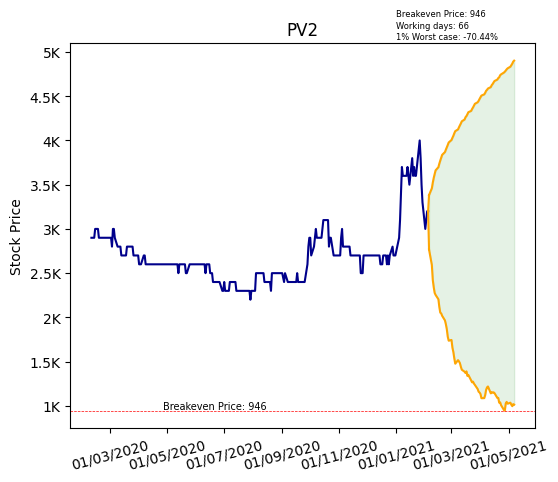 Breakeven Price: 946
Working days: 66
1% Worst case: -70.44%
PV2
Stock Price
5K
4.5K
4K
3.5K
3K
2.5K
2K
1.5K
1K
Breakeven Price: 946
01/03/2020
01/05/2020
01/07/2020
01/09/2020
01/11/2020
01/01/2021
01/03/2021
01/05/2021